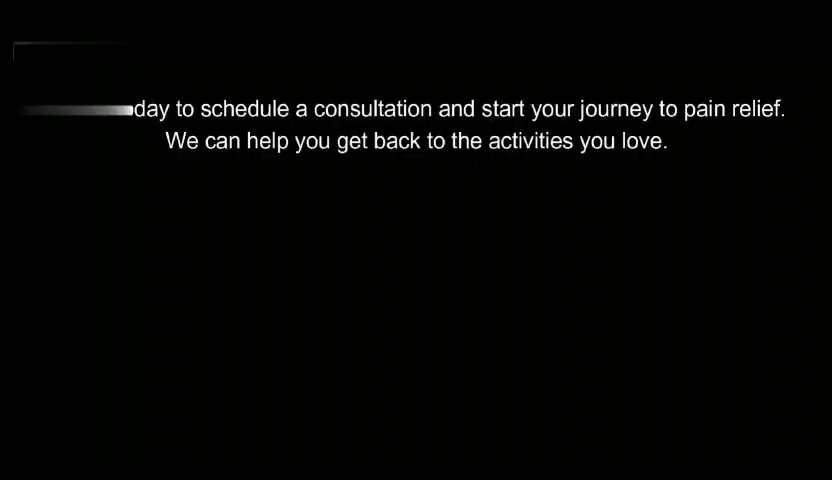 day to schedule a consultation and start your journey to pain relief.
We can help you get back to the activities you love.